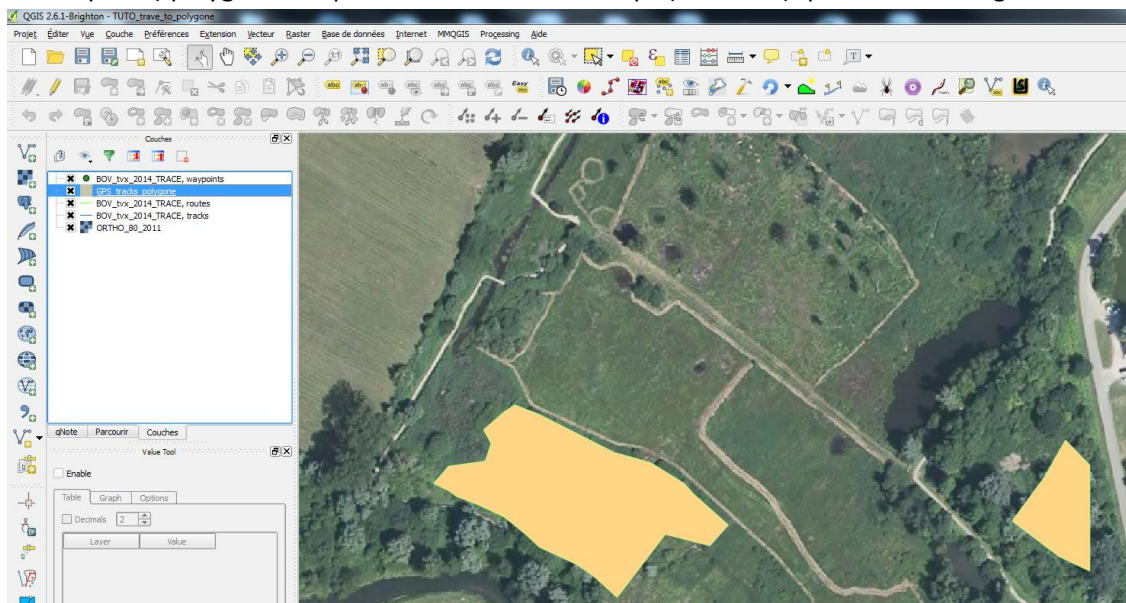 QGIS 2.6.1-Brighton - TUTO_trave_to_polygone
Projet Éditer Vue Couche Préférences Extension Vecteur Raster Base de données Internet MMQGIS Processing Aide
Couches
BOV_tvx_2014_TRACE, waypoints
GPS_tracks_polygone
BOV_tvx_2014_TRACE, routes
BOV_tvx_2014_TRACE, tracks
ORTHO_80_2011
qNote Parcourir Couches
Value Tool
Enable
Table Graph Options
Decimals 2
Layer Value